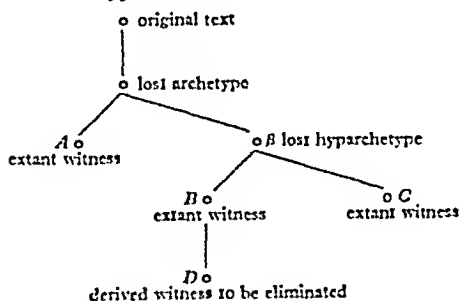 original text
lost archetype
A
extant witness
β lost hyparchetype
B
extant witness
C
extant witness
D
derived witness to be eliminated